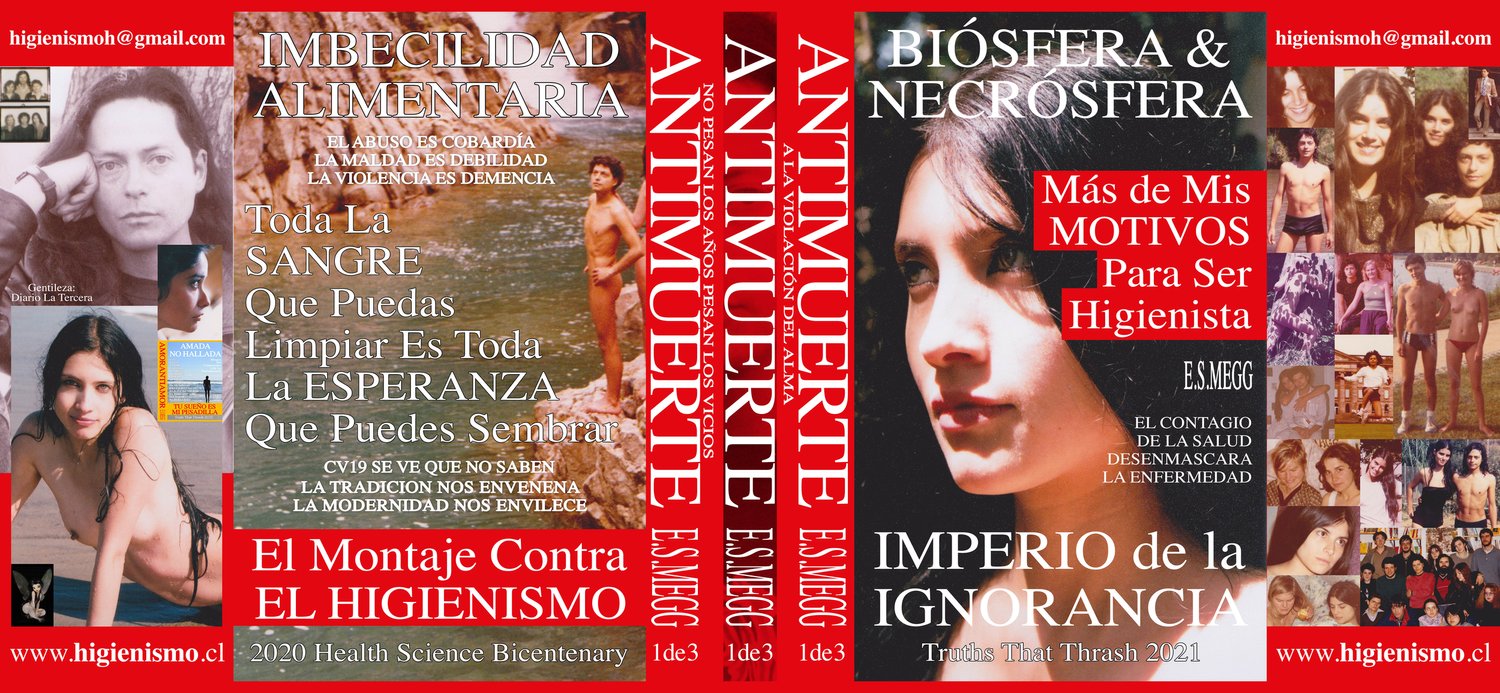 higienismoh@gmail.com
Gentileza:
Diario La Tercera
AMADA
NO HALLADA
AMORANTIAMOR
TU SUEÑO ES
MI PESADILLA
www.higienismo.cl
IMBECILIDAD
ALIMENTARIA
EL ABUSO ES COBARDÍA
LA MALDAD ES DEBILIDAD
LA VIOLENCIA ES DEMENCIA
Toda La
SANGRE
Que Puedas
Limpiar Es Toda
La ESPERANZA
Que Puedes Sembrar
CV19 SE VE QUE NO SABEN
LA TRADICION NOS ENVENENA
LA MODERNIDAD NOS ENVILECE
El Montaje Contra
EL HIGIENISMO
2020 Health Science Bicentenary
ANTIMUERTE E.S.MEGG
1de3
NO PESAN LOS AÑOS PESAN LOS VICIOS
ANTIMUERTE E.S.MEGG
1de3
A LA VIOLACIÓN DEL ALMA
ANTIMUERTE E.S.MEGG
1de3
BIÓSFERA &
NECRÓSFERA
Más de Mis
MOTIVOS
Para Ser
Higienista
E.S.MEGG
EL CONTAGIO
DE LA SALUD
DESENMASCARA
LA ENFERMEDAD
IMPERIO de la
IGNORANCIA
Truths That Thrash 2021
higienismoh@gmail.com
www.higienismo.cl